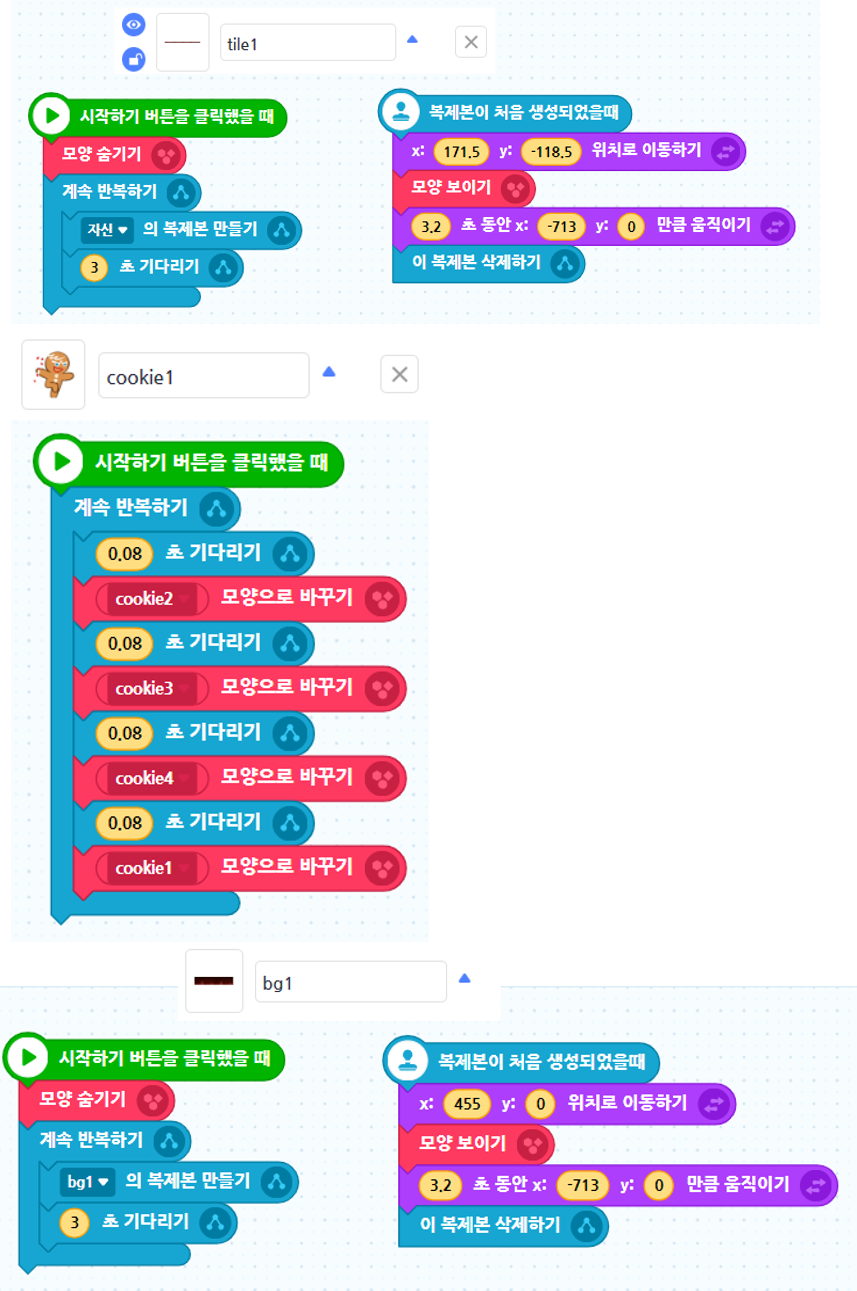 tile1
시작하기 버튼을 클릭했을 때
모양 숨기기
계속 반복하기
자신 의 복제본 만들기
3 초 기다리기
복제본이 처음 생성되었을때
x: 171.5 y: -118.5 위치로 이동하기
모양 보이기
3.2 초 동안 x: -713 y: 0 만큼 움직이기
이 복제본 삭제하기
cookie1
시작하기 버튼을 클릭했을 때
계속 반복하기
0.08 초 기다리기
cookie2 모양으로 바꾸기
0.08 초 기다리기
cookie3 모양으로 바꾸기
0.08 초 기다리기
cookie4 모양으로 바꾸기
0.08 초 기다리기
cookie1 모양으로 바꾸기
bg1
시작하기 버튼을 클릭했을 때
모양 숨기기
계속 반복하기
bg1 의 복제본 만들기
3 초 기다리기
복제본이 처음 생성되었을때
x: 455 y: 0 위치로 이동하기
모양 보이기
3.2 초 동안 x: -713 y: 0 만큼 움직이기
이 복제본 삭제하기